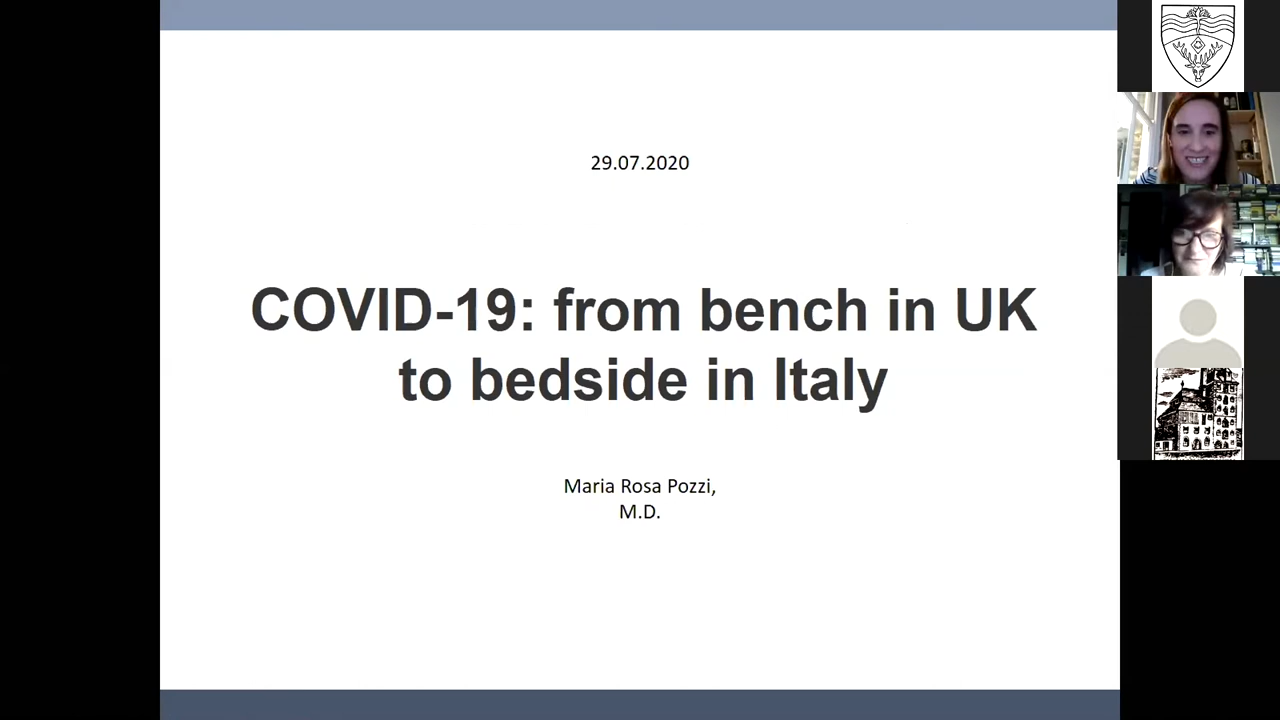 29.07.2020
COVID-19: from bench in UK
to bedside in Italy
Maria Rosa Pozzi,
M.D.